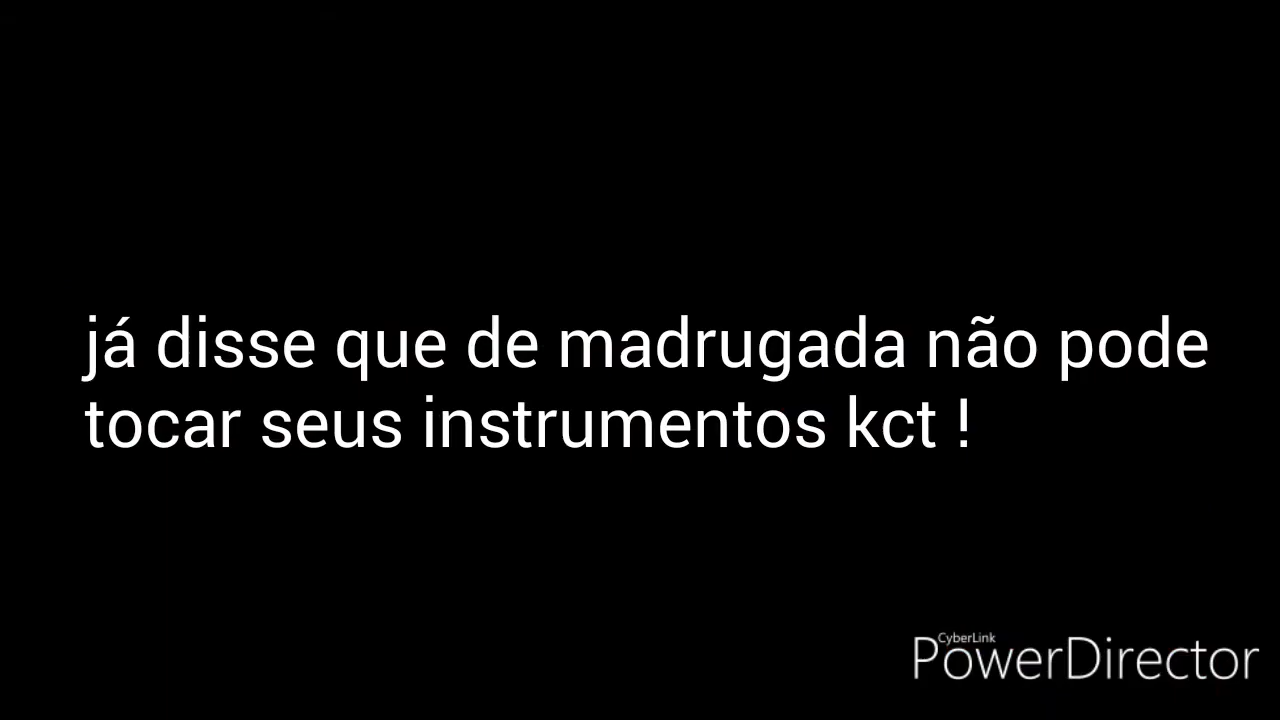 já disse que de madrugada não pode
tocar seus instrumentos kct !
CyberLink
PowerDirector